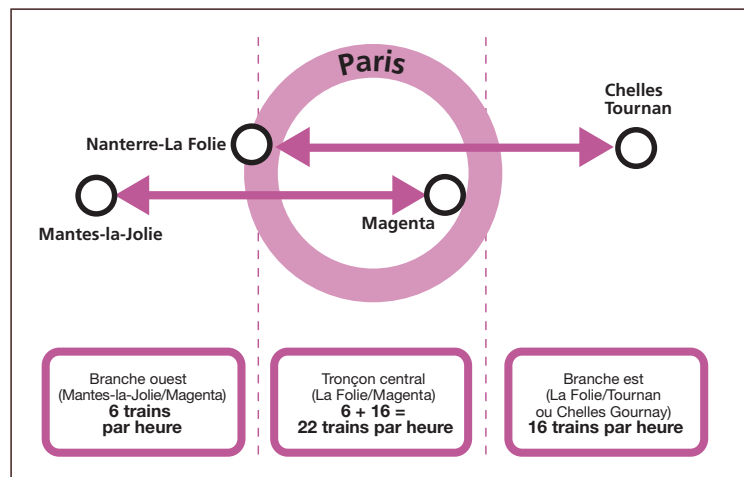 Paris
Chelles
Tournan
Nanterre-La Folie
Magenta
Mantes-la-Jolie
Branche ouest
(Mantes-la-Jolie/Magenta)
6 trains
par heure
Tronçon central
(La Folie/Magenta)
6 + 16 =
22 trains par heure
Branche est
(La Folie/Tournan
ou Chelles Gournay)
16 trains par heure